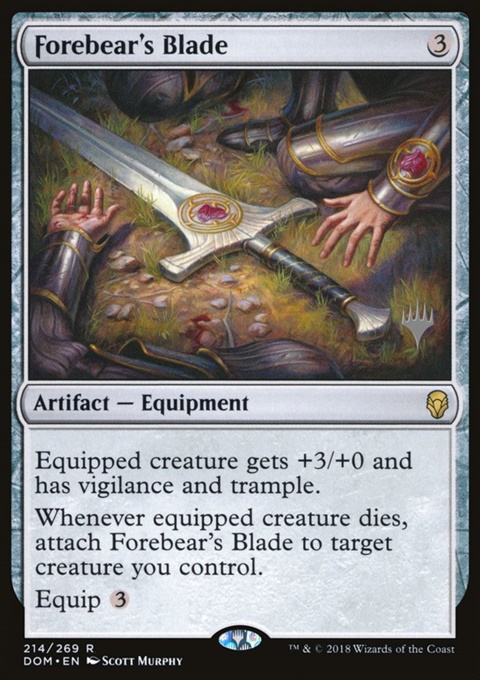 Forebear's Blade 3
Artifact — Equipment
Equipped creature gets +3/+0 and
has vigilance and trample.
Whenever equipped creature dies,
attach Forebear's Blade to target
creature you control.
Equip 3
214/269 R
DOM • EN Scott Murphy
™ & © 2018 Wizards of the Coast